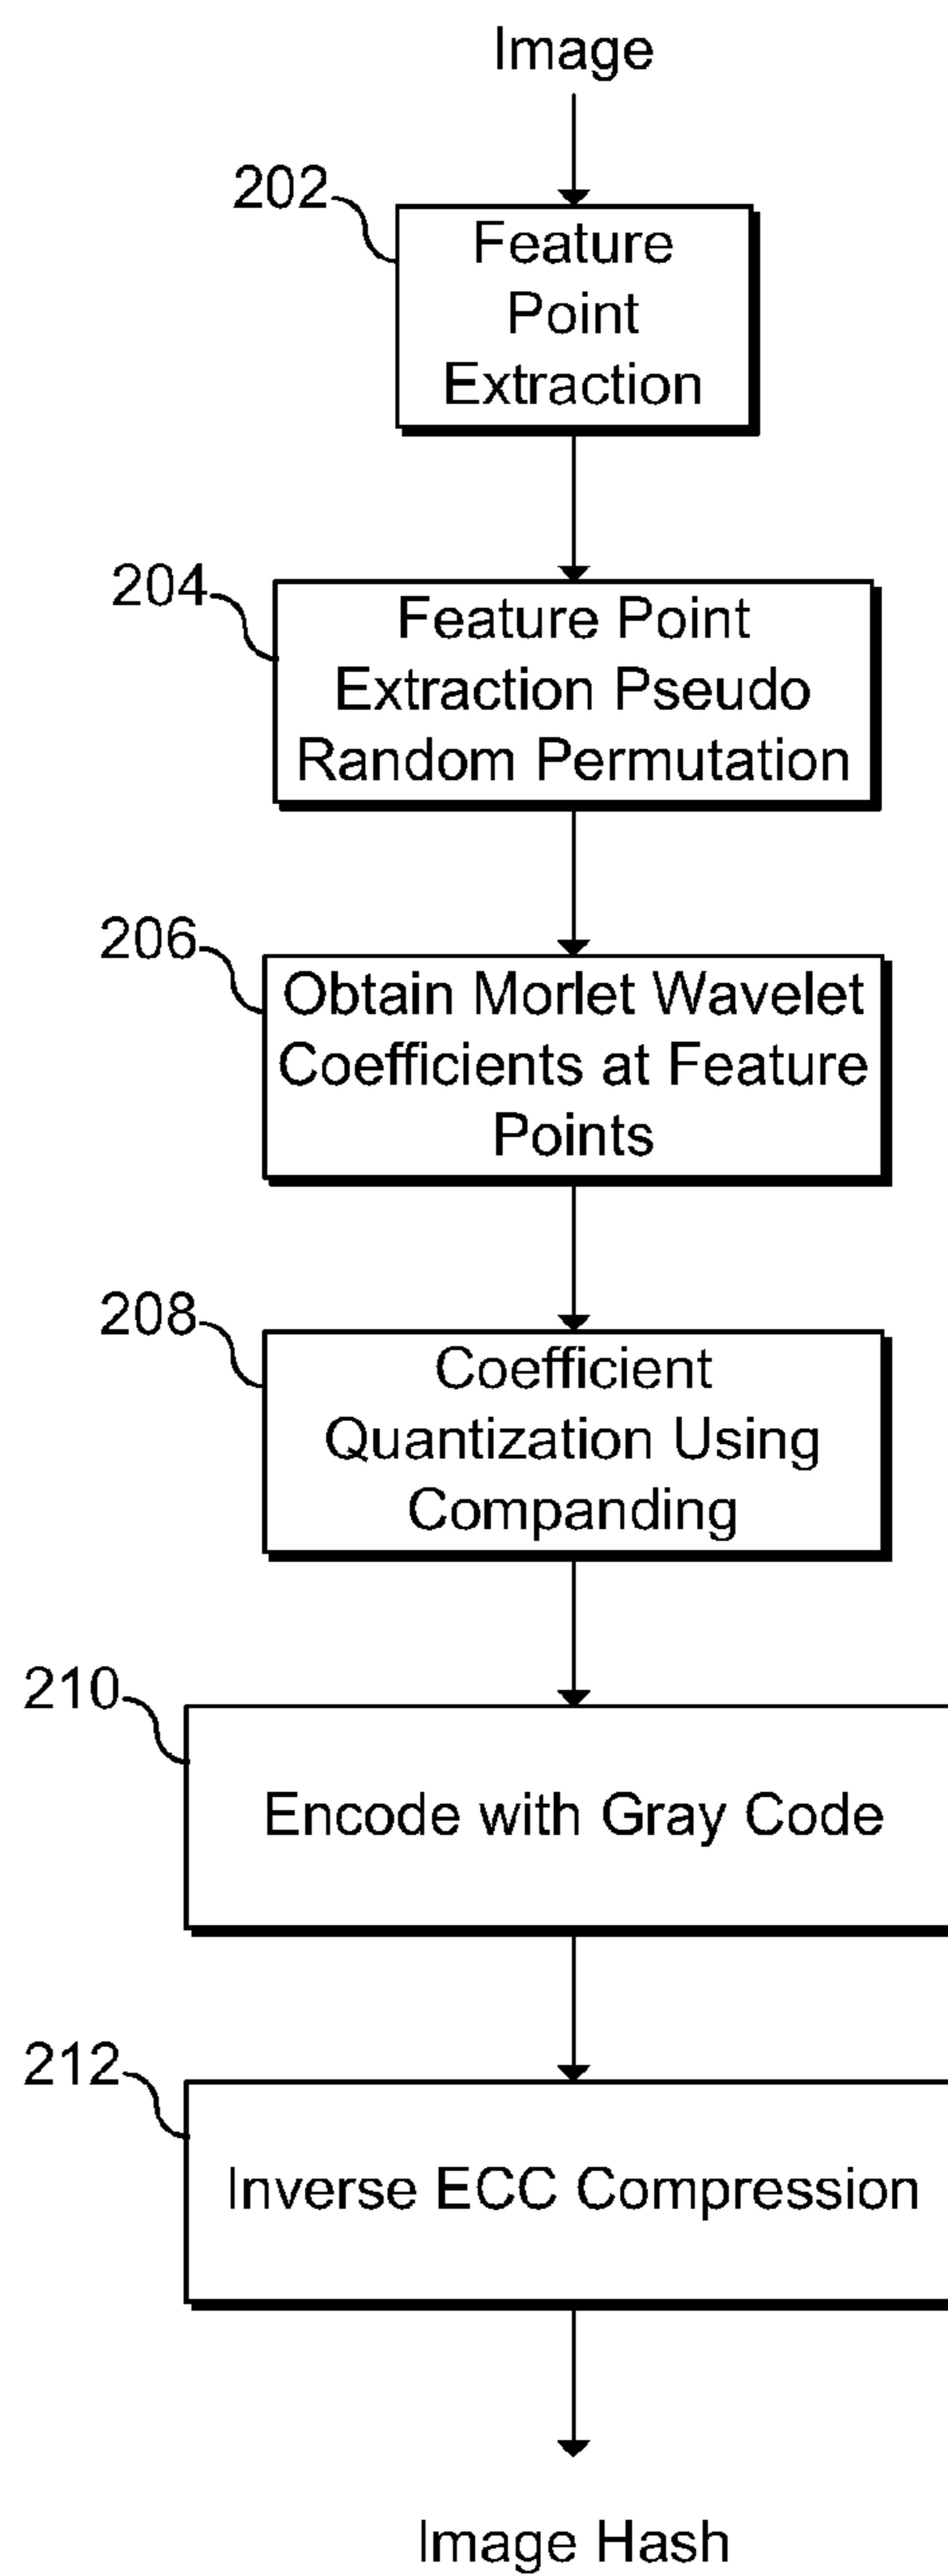 Image
202
Feature
Point
Extraction
204
Feature Point
Extraction Pseudo
Random Permutation
206
Obtain Morlet Wavelet
Coefficients at Feature
Points
208
Coefficient
Quantization Using
Companding
210
Encode with Gray Code
212
Inverse ECC Compression
Image Hash